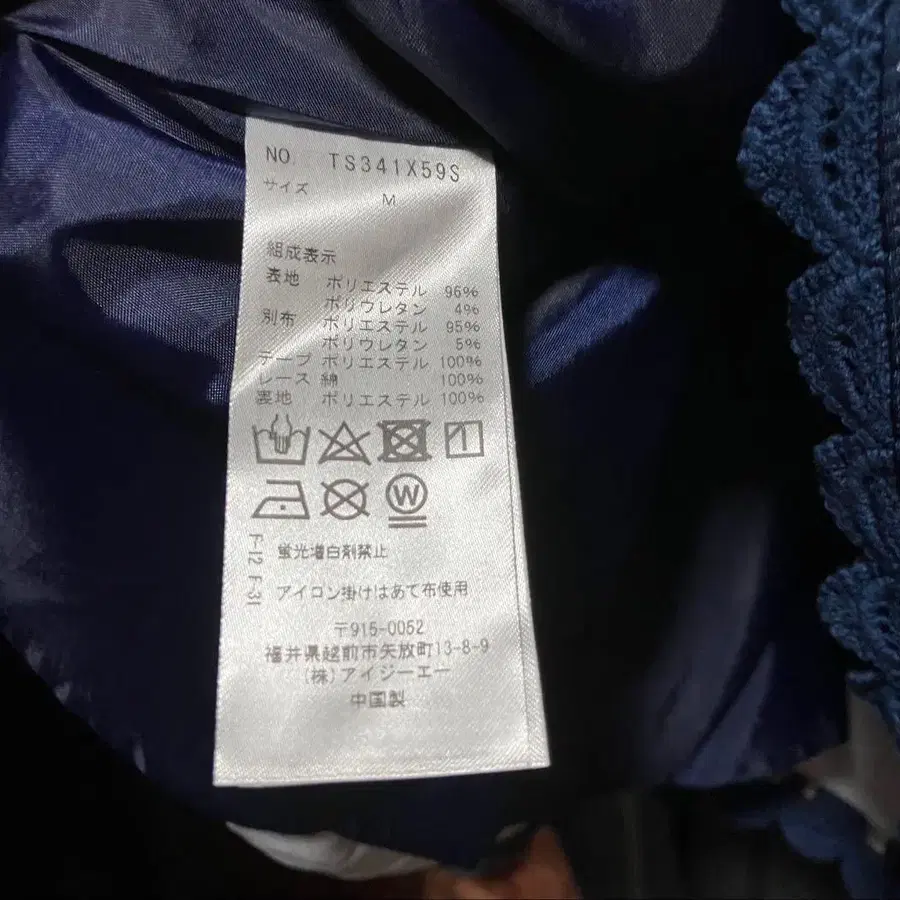 NO. TS341X59S
サイズ M
組成表示
表地 ポリエステル 96%
ポリウレタン 4%
別布 ポリエステル 95%
ポリウレタン 5%
テープ ポリエステル 100%
レース 綿 100%
裏地 ポリエステル 100%
W
F-12 蛍光増白剤禁止
F-31 アイロン掛けはあて布使用
〒915-0052
福井県越前市矢放町13-8-9
(株)アイジーエー
中国製